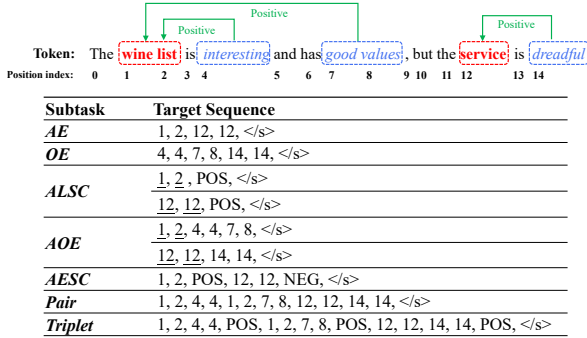 Positive
Positive
Positive
Token: The wine list is interesting and has good values , but the service is dreadful
Position index: 0 1 2 3 4 5 6 7 8 9 10 11 12 13 14
Subtask Target Sequence
AE 1, 2, 12, 12, </s>
OE 4, 4, 7, 8, 14, 14, </s>
ALSC 1, 2 , POS, </s>
12, 12, POS, </s>
AOE 1, 2, 4, 4, 7, 8, </s>
12, 12, 14, 14, </s>
AESC 1, 2, POS, 12, 12, NEG, </s>
Pair 1, 2, 4, 4, 1, 2, 7, 8, 12, 12, 14, 14, </s>
Triplet 1, 2, 4, 4, POS, 1, 2, 7, 8, POS, 12, 12, 14, 14, POS, </s>